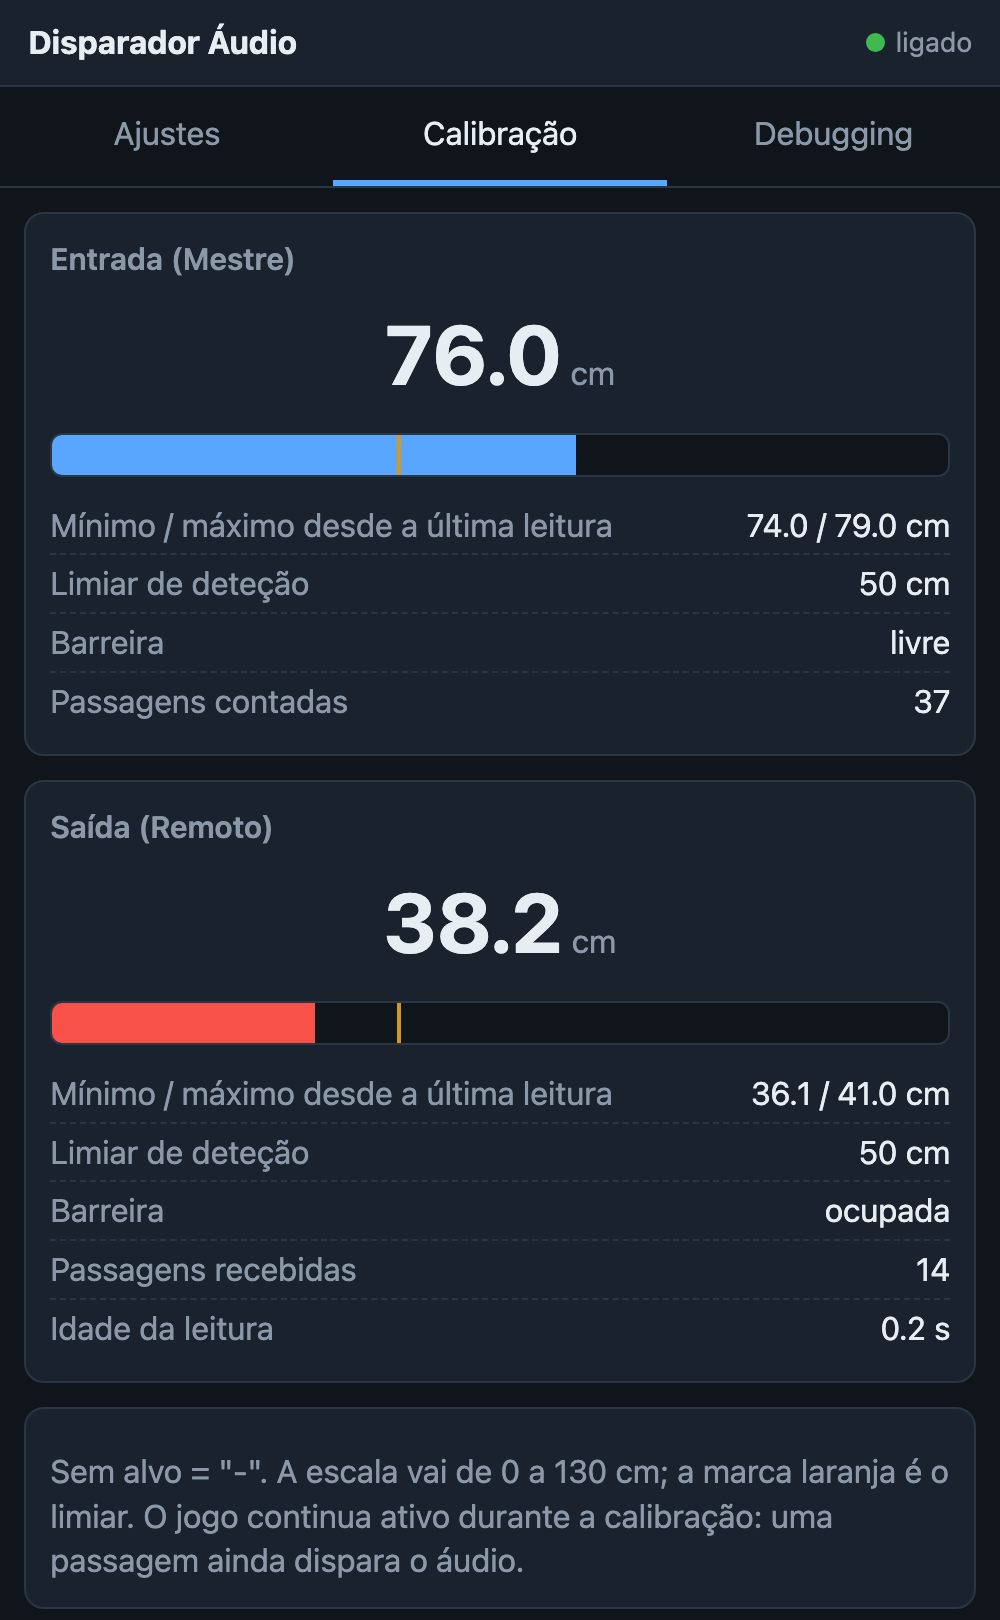 Disparador Áudio
ligado
Ajustes
Calibração
Debugging
Entrada (Mestre)
76.0 cm
Mínimo / máximo desde a última leitura 74.0 / 79.0 cm
Limiar de deteção 50 cm
Barreira livre
Passagens contadas 37
Saída (Remoto)
38.2 cm
Mínimo / máximo desde a última leitura 36.1 / 41.0 cm
Limiar de deteção 50 cm
Barreira ocupada
Passagens recebidas 14
Idade da leitura 0.2 s
Sem alvo = "-". A escala vai de 0 a 130 cm; a marca laranja é o
limiar. O jogo continua ativo durante a calibração: uma
passagem ainda dispara o áudio.